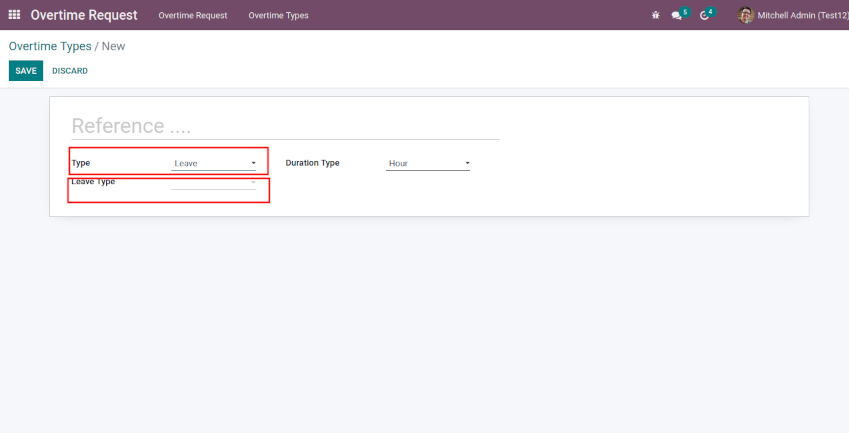 Overtime Request Overtime Request Overtime Types 5 4 Mitchell Admin (Test12)
Overtime Types / New
SAVE DISCARD
Reference ....
Type Leave Duration Type Hour
Leave Type